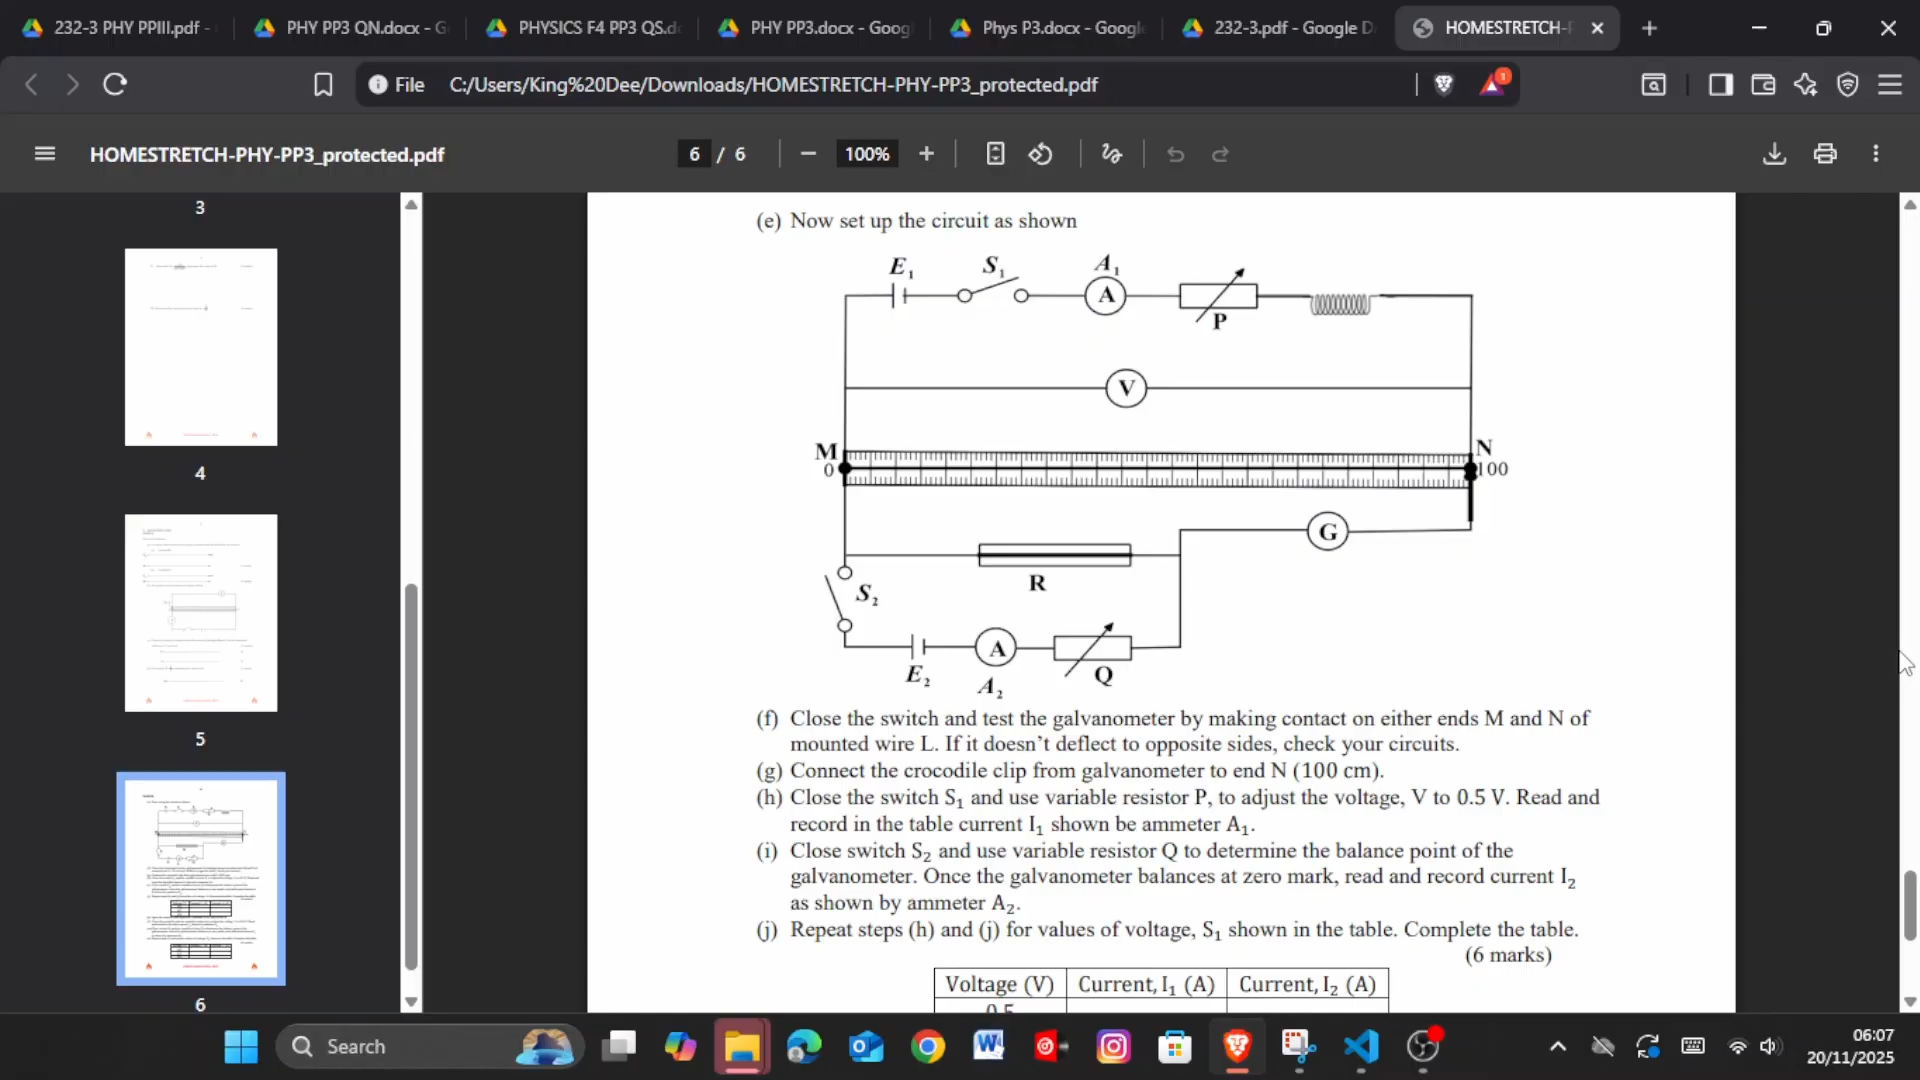 232-3 PHY PPIII.pdf -
PHY PP3 QN.docx - G
PHYSICS F4 PP3 QS.d
PHY PP3.docx - Goog
Phys P3.docx - Google
232-3.pdf - Google D
HOMESTRETCH-
File C:/Users/King%20Dee/Downloads/HOMESTRETCH-PHY-PP3_protected.pdf
1
HOMESTRETCH-PHY-PP3_protected.pdf
6 / 6
100%
3
4
5
6
(e) Now set up the circuit as shown
E₁ S₁ A₁
A
P
V
M N
0 100
G
R
S₂
A
E₂ Q
A₂
(f) Close the switch and test the galvanometer by making contact on either ends M and N of
mounted wire L. If it doesn't deflect to opposite sides, check your circuits.
(g) Connect the crocodile clip from galvanometer to end N (100 cm).
(h) Close the switch S₁ and use variable resistor P, to adjust the voltage, V to 0.5 V. Read and
record in the table current I₁ shown be ammeter A₁.
(i) Close switch S₂ and use variable resistor Q to determine the balance point of the
galvanometer. Once the galvanometer balances at zero mark, read and record current I₂
as shown by ammeter A₂.
(j) Repeat steps (h) and (j) for values of voltage, S₁ shown in the table. Complete the table.
(6 marks)
Voltage (V) Current, I₁ (A) Current, I₂ (A)
0.5
Search
06:07
20/11/2025